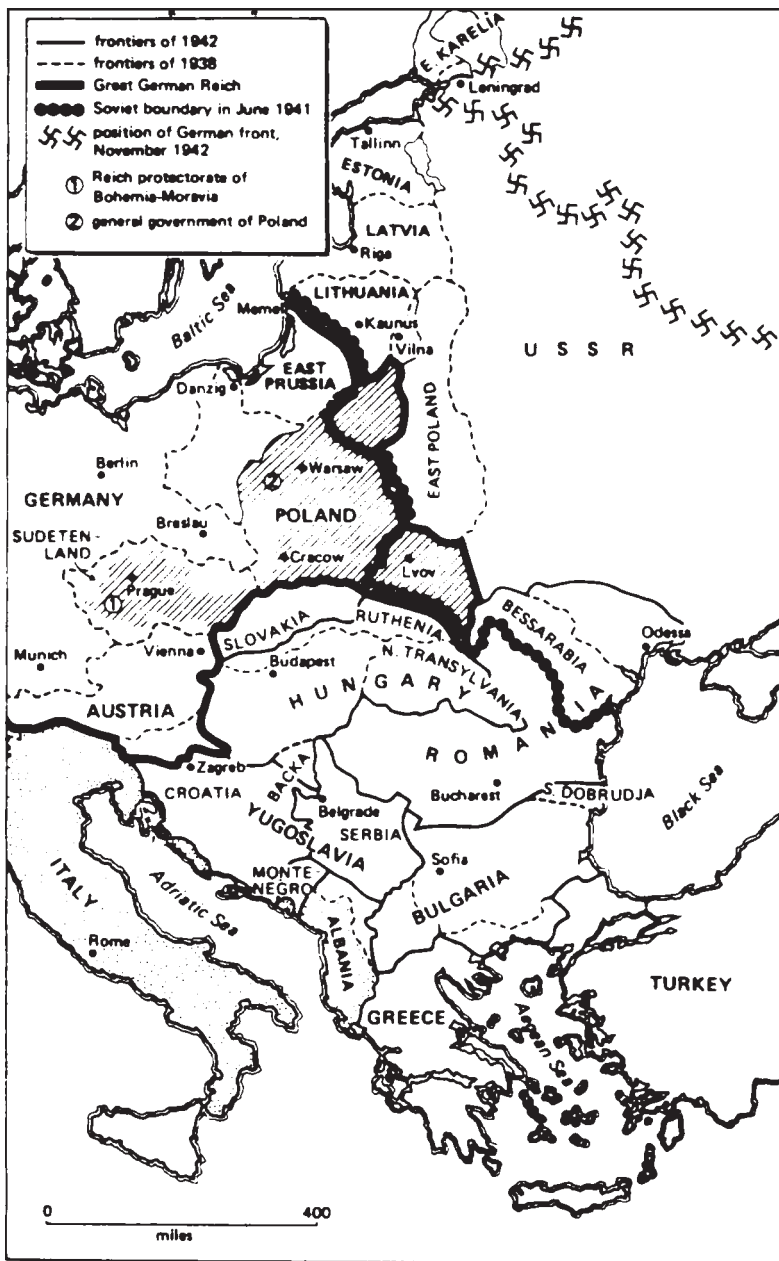 frontiers of 1942
frontiers of 1938
Great German Reich
Soviet boundary in June 1941
position of German front,
November 1942
1 Reich protectorate of
Bohemia-Moravia
2 general government of Poland
E. KARELIA
Leningrad
Tallinn
ESTONIA
LATVIA
Riga
LITHUANIA
Memel
Kaunus
Vilna
Baltic Sea
USSR
EAST
PRUSSIA
Danzig
EAST POLAND
Berlin
Warsaw
2
GERMANY
POLAND
Breslau
SUDETEN-
LAND
Cracow
Lvov
Prague
1
SLOVAKIA
RUTHENIA
BESSARABIA
Odessa
Munich
Vienna
Budapest
N. TRANSYLVANIA
HUNGARY
AUSTRIA
ROMANIA
Zagreb
CROATIA
BACKA
Bucharest
S. DOBRUDJA
Black Sea
Belgrade
SERBIA
YUGOSLAVIA
ITALY
Adriatic Sea
MONTE-
NEGRO
Sofia
BULGARIA
Rome
ALBANIA
TURKEY
GREECE
Aegean Sea
0 400
miles